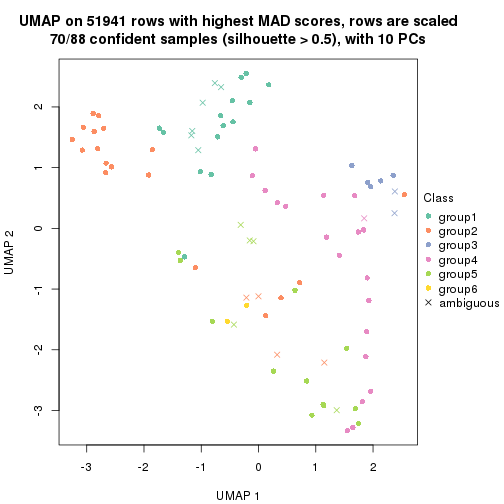 UMAP on 51941 rows with highest MAD scores, rows are scaled
70/88 confident samples (silhouette > 0.5), with 10 PCs
UMAP 2
2
1
0
-1
-2
-3
-3
-2
-1
0
1
2
UMAP 1
Class
group1
group2
group3
group4
group5
group6
ambiguous